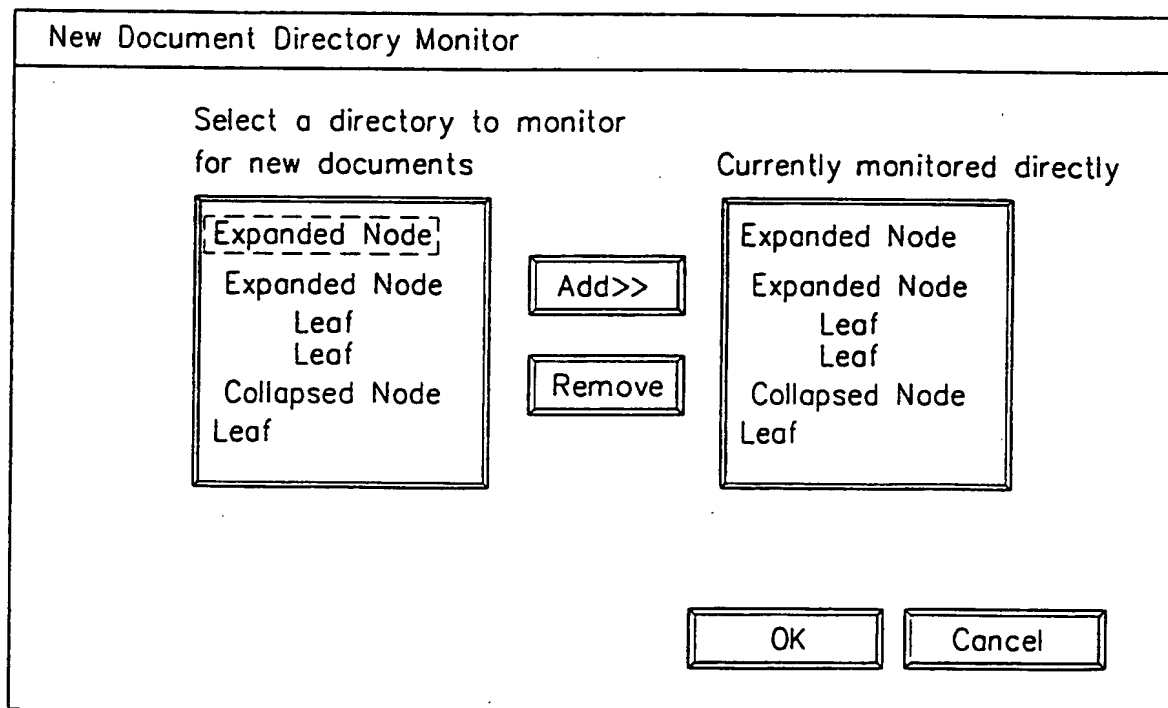 New Document Directory Monitor
Select a directory to monitor
for new documents
Currently monitored directly
Expanded Node
Expanded Node
Leaf
Leaf
Collapsed Node
Leaf
Add>>
Remove
Expanded Node
Expanded Node
Leaf
Leaf
Collapsed Node
Leaf
OK
Cancel